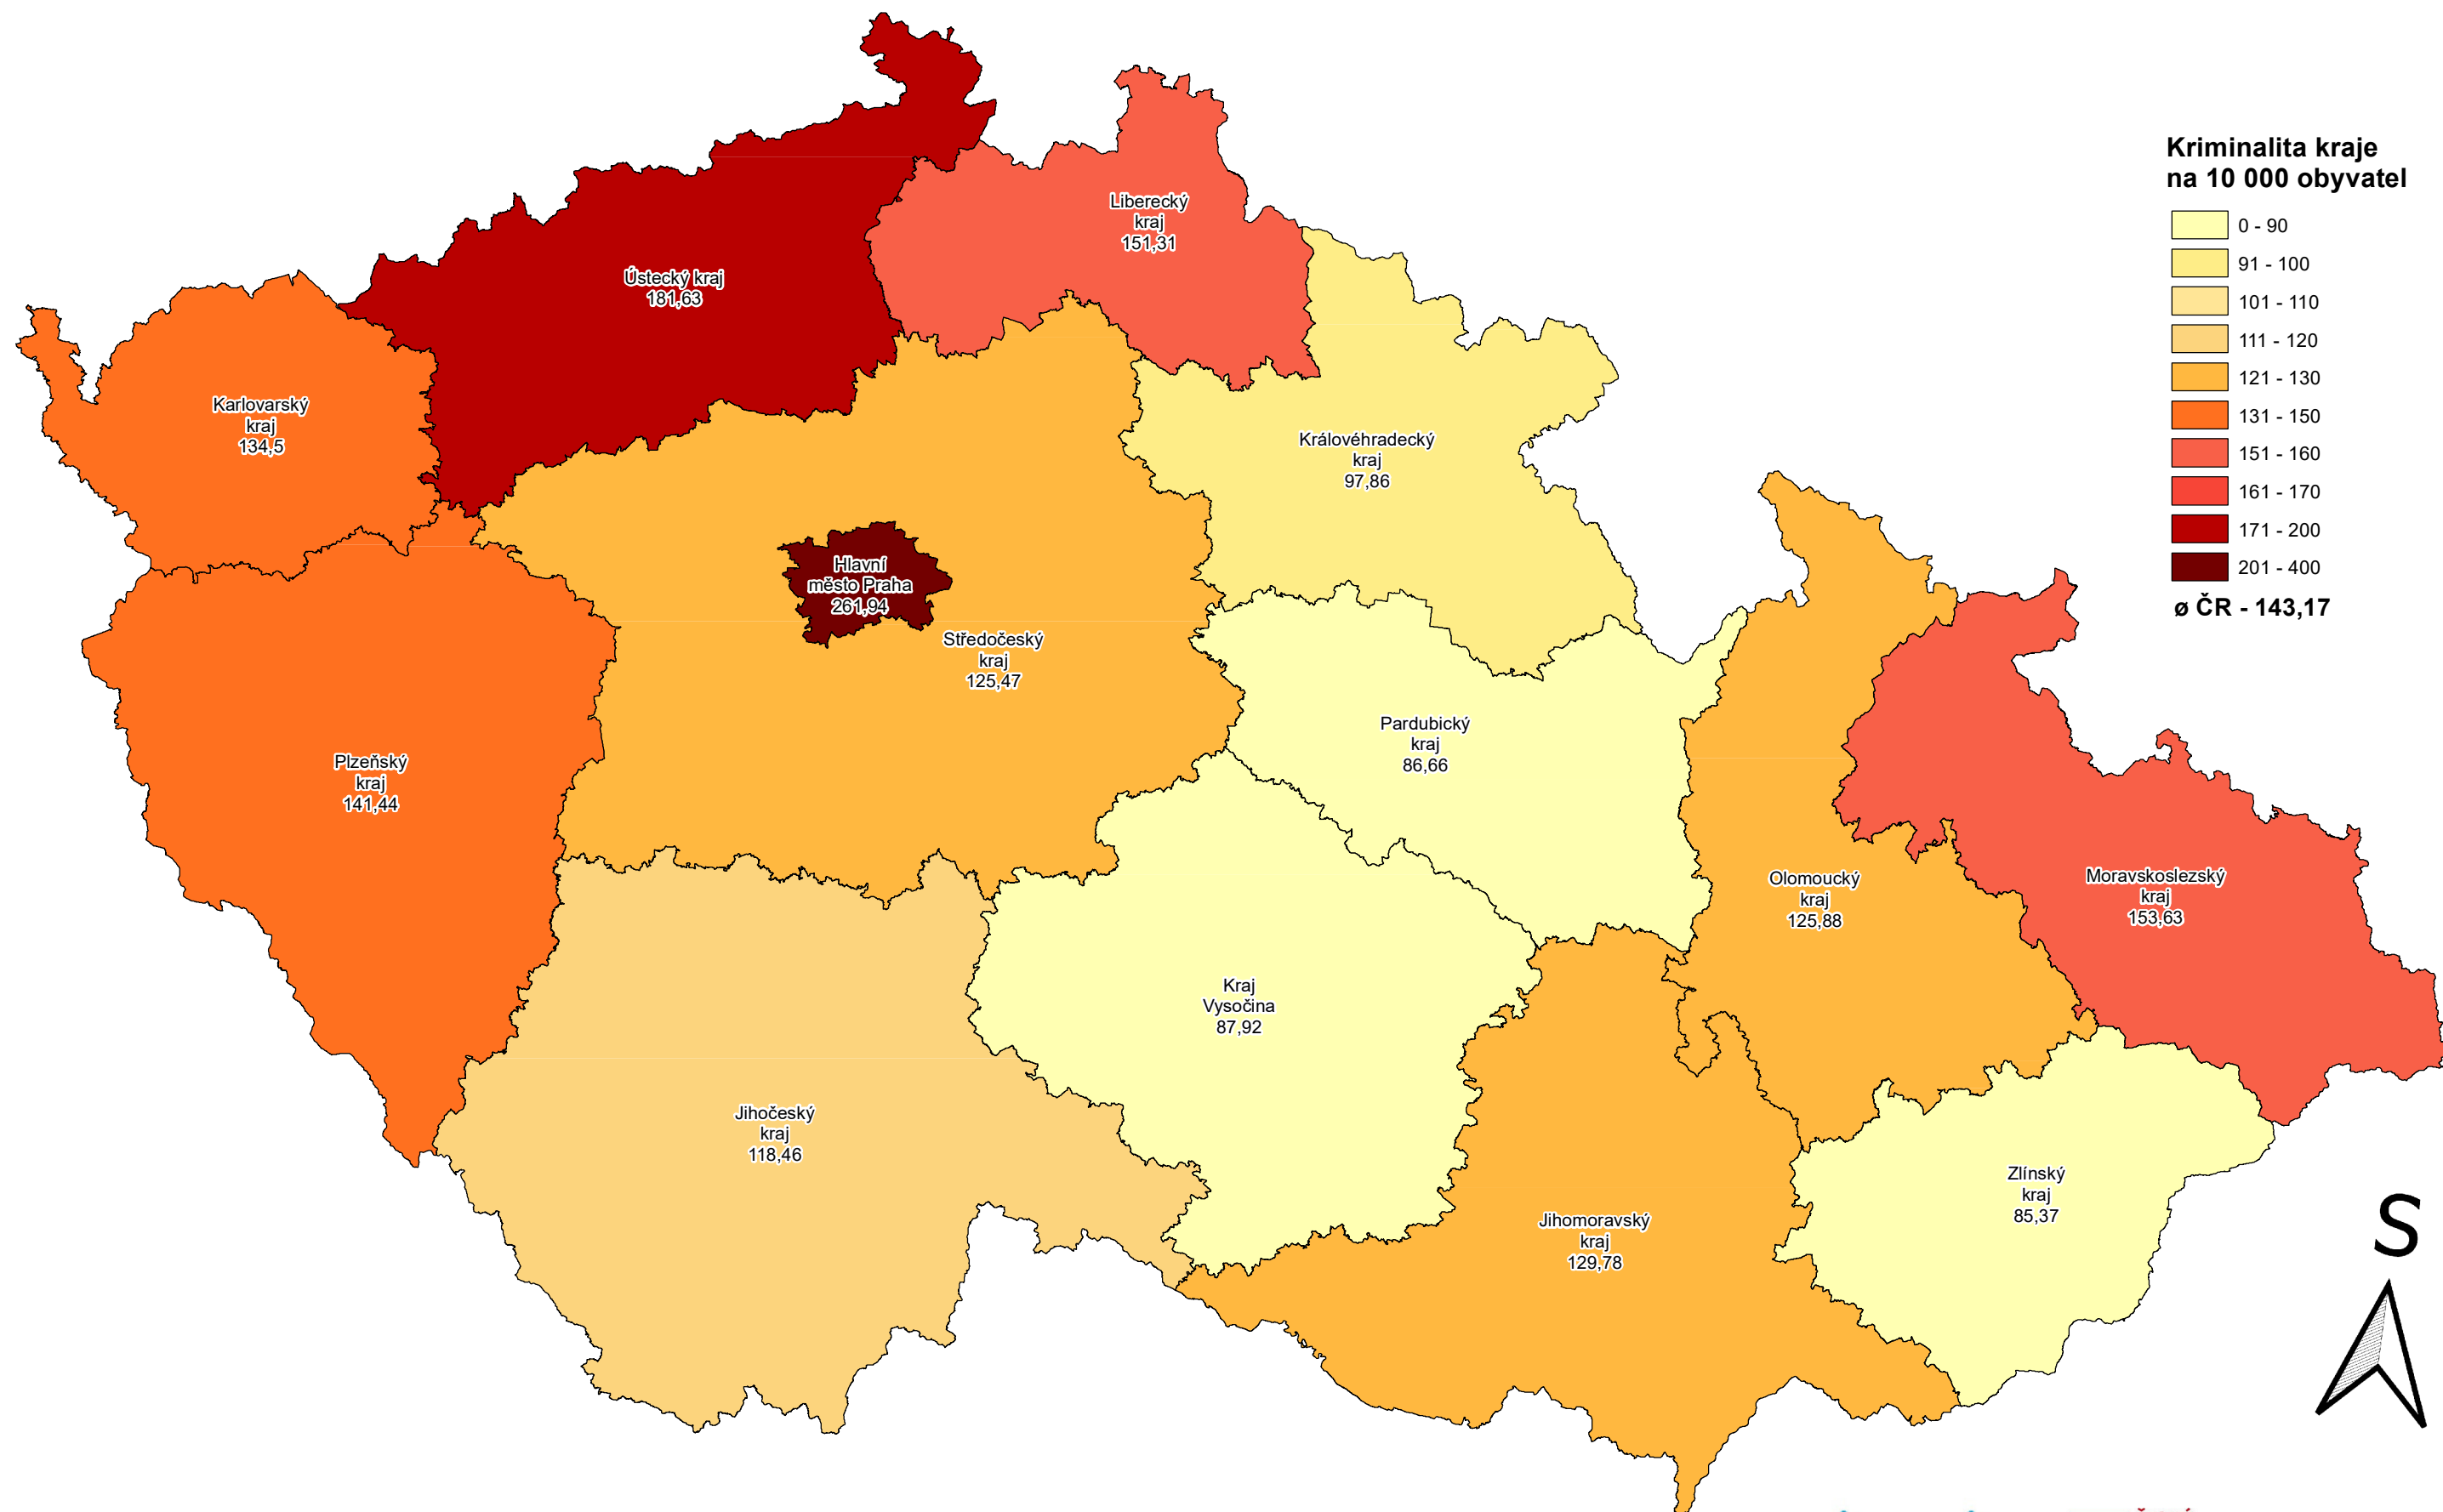 Kriminalita kraje
na 10 000 obyvatel
0 - 90
91 - 100
101 - 110
111 - 120
121 - 130
131 - 150
151 - 160
161 - 170
171 - 200
201 - 400
ø ČR - 143,17
Liberecký
kraj
151,31
Ústecký kraj
181,63
Karlovarský
kraj
134,5
Královéhradecký
kraj
97,86
Hlavní
město Praha
261,94
Středočeský
kraj
125,47
Pardubický
kraj
86,66
Plzeňský
kraj
141,44
Olomoucký
kraj
125,88
Moravskoslezský
kraj
153,63
Kraj
Vysočina
87,92
Jihočeský
kraj
118,46
Zlínský
kraj
85,37
Jihomoravský
kraj
129,78
S